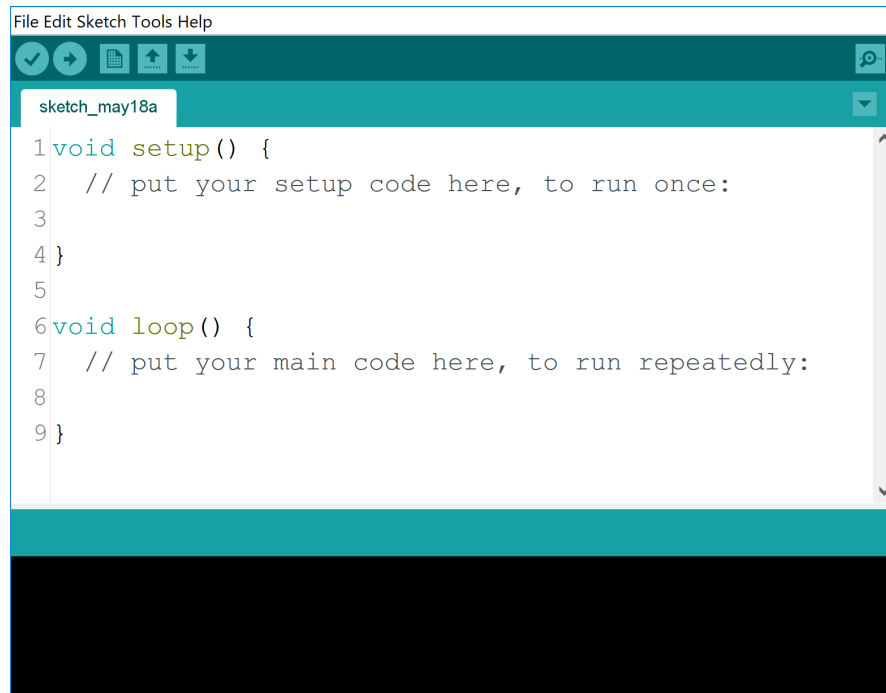 File Edit Sketch Tools Help
sketch_may18a
1 void setup() {
2   // put your setup code here, to run once:
3
4 }
5
6 void loop() {
7   // put your main code here, to run repeatedly:
8
9 }